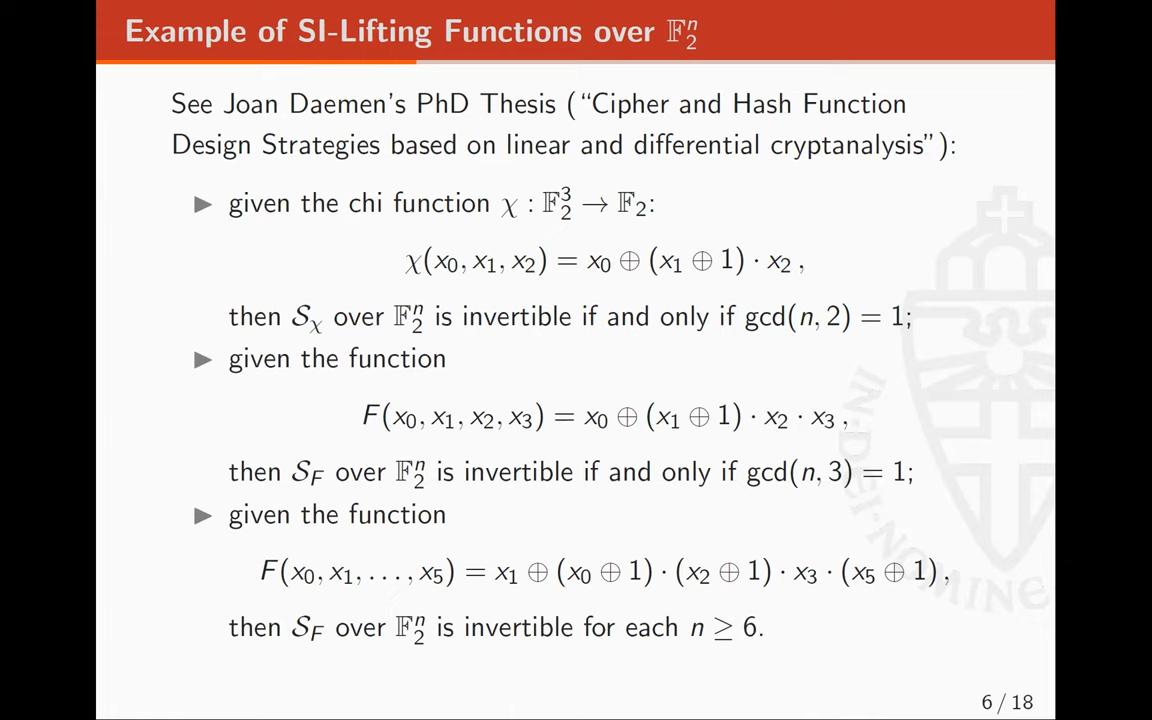 Example of SI-Lifting Functions over 𝔽₂ⁿ
See Joan Daemen's PhD Thesis ("Cipher and Hash Function
Design Strategies based on linear and differential cryptanalysis"):
▶ given the chi function χ : 𝔽₂³ → 𝔽₂:
χ(x₀, x₁, x₂) = x₀ ⊕ (x₁ ⊕ 1) · x₂ ,
then 𝒮_χ over 𝔽₂ⁿ is invertible if and only if gcd(n, 2) = 1;
▶ given the function
F(x₀, x₁, x₂, x₃) = x₀ ⊕ (x₁ ⊕ 1) · x₂ · x₃ ,
then 𝒮_F over 𝔽₂ⁿ is invertible if and only if gcd(n, 3) = 1;
▶ given the function
F(x₀, x₁, . . . , x₅) = x₁ ⊕ (x₀ ⊕ 1) · (x₂ ⊕ 1) · x₃ · (x₅ ⊕ 1) ,
then 𝒮_F over 𝔽₂ⁿ is invertible for each n ≥ 6.
IN·DEI·NOMINE
6 / 18